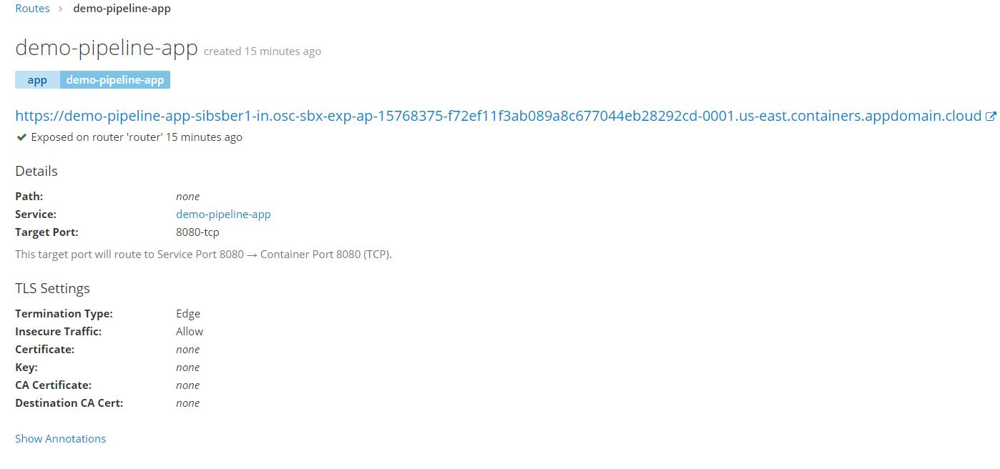 Routes > demo-pipeline-app
demo-pipeline-app created 15 minutes ago
app demo-pipeline-app
https://demo-pipeline-app-sibsber1-in.osc-sbx-exp-ap-15768375-f72ef11f3ab089a8c677044eb28292cd-0001.us-east.containers.appdomain.cloud
Exposed on router 'router' 15 minutes ago
Details
Path: none
Service: demo-pipeline-app
Target Port: 8080-tcp
This target port will route to Service Port 8080 → Container Port 8080 (TCP).
TLS Settings
Termination Type: Edge
Insecure Traffic: Allow
Certificate: none
Key: none
CA Certificate: none
Destination CA Cert: none
Show Annotations